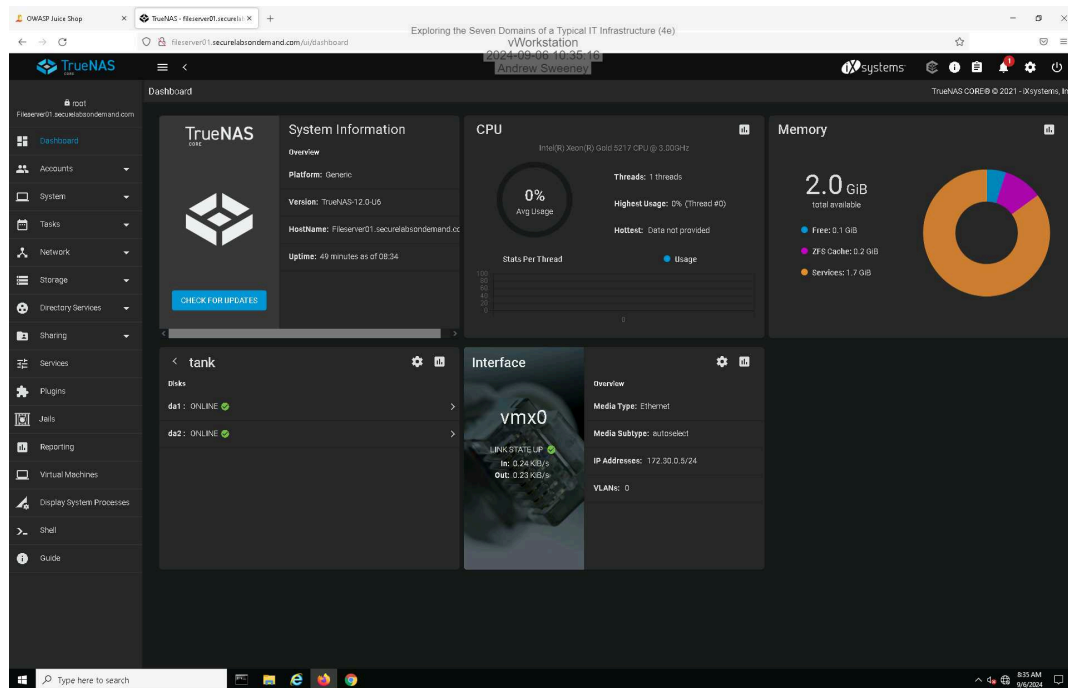 OWASP Juice Shop
TrueNAS - fileserver01.securelab
Exploring the Seven Domains of a Typical IT Infrastructure (4e)
vWorkstation
2024-09-06 10:35:16
Andrew Sweeney
fileserver01.securelabsondemand.com/ui/dashboard
TrueNAS
CORE
systems
1
root
Fileserver01.securelabsondemand.com
Dashboard
TrueNAS CORE® © 2021 - iXsystems, In
Dashboard
Accounts
System
Tasks
Network
Storage
Directory Services
Sharing
Services
Plugins
Jails
Reporting
Virtual Machines
Display System Processes
Shell
Guide
TrueNAS
CORE
CHECK FOR UPDATES
System Information
Overview
Platform: Generic
Version: TrueNAS-12.0-U6
HostName: Fileserver01.securelabsondemand.cc
Uptime: 49 minutes as of 08:34
CPU
Intel(R) Xeon(R) Gold 5217 CPU @ 3.00GHz
0%
Avg Usage
Threads: 1 threads
Highest Usage: 0% (Thread #0)
Hottest: Data not provided
Stats Per Thread
Usage
100
80
60
40
20
0
0
Memory
2.0 GiB
total available
Free: 0.1 GiB
ZFS Cache: 0.2 GiB
Services: 1.7 GiB
tank
Disks
da1: ONLINE
da2: ONLINE
Interface
vmx0
LINK STATE UP
In: 0.24 KiB/s
Out: 0.23 KiB/s
Overview
Media Type: Ethernet
Media Subtype: autoselect
IP Addresses: 172.30.0.5/24
VLANs: 0
Type here to search
8:35 AM
9/6/2024